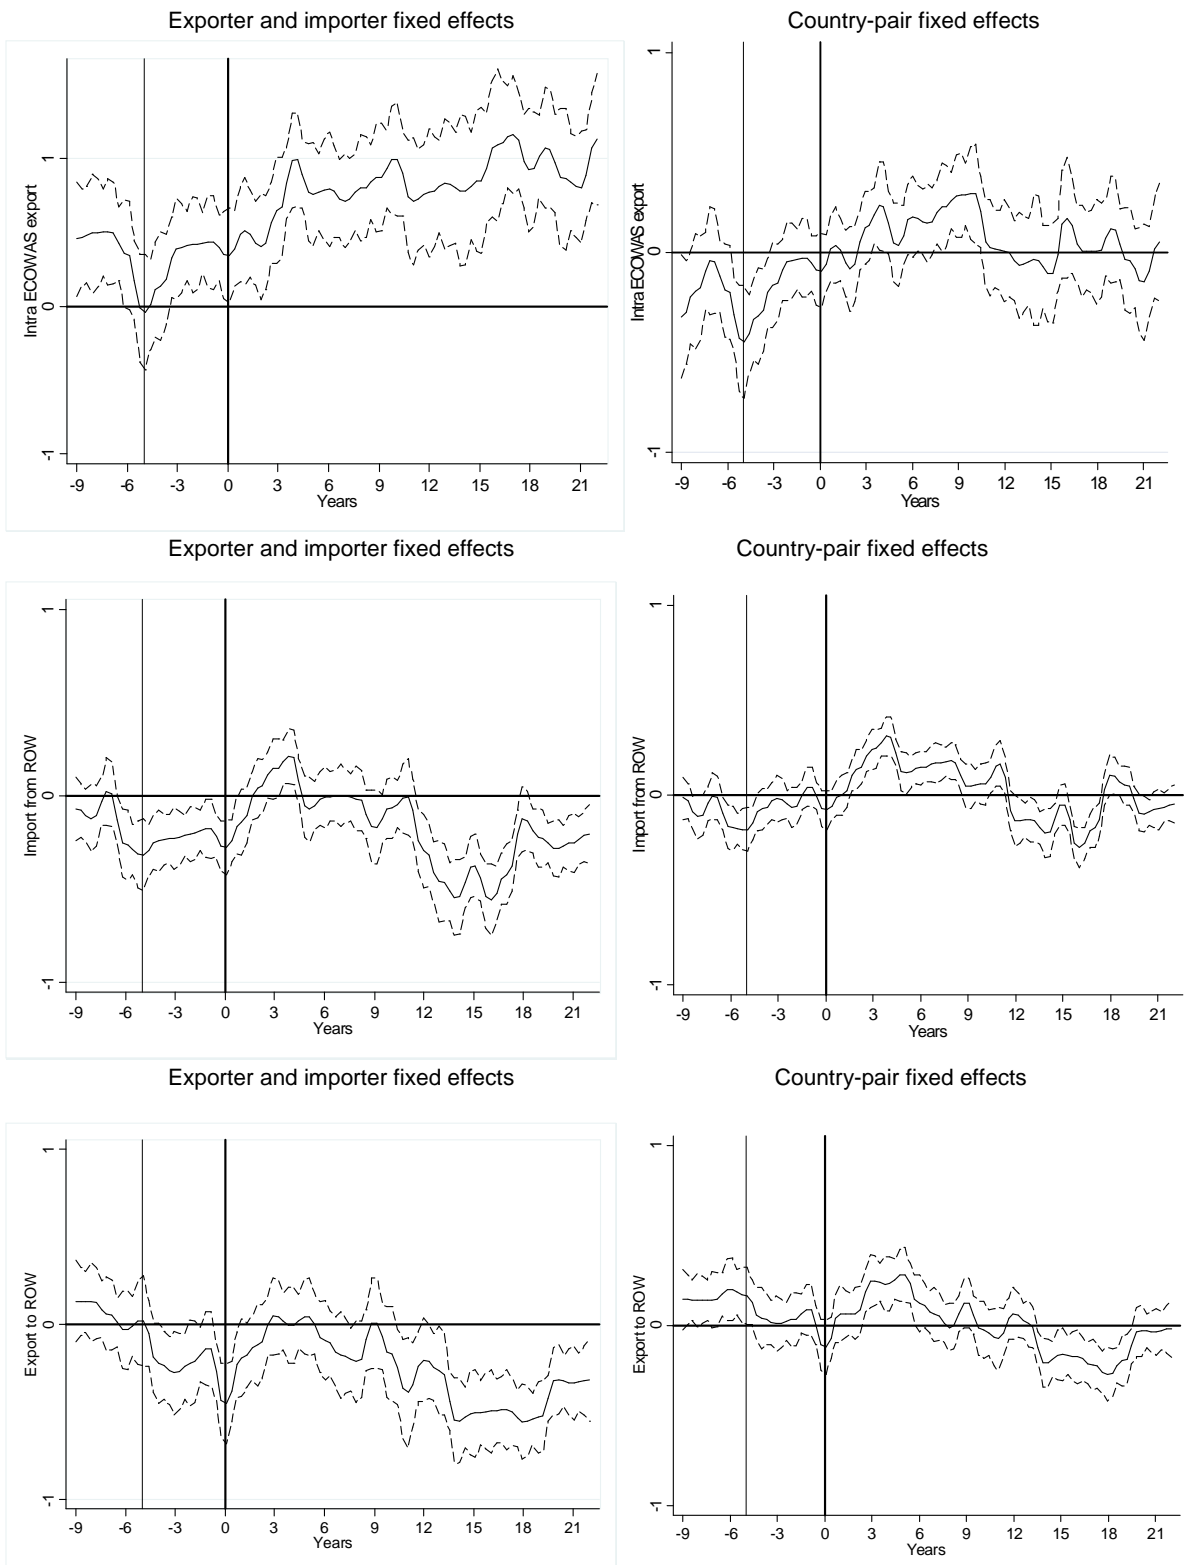 Exporter and importer fixed effects
Country-pair fixed effects
1
0
-1
Intra ECOWAS export
-9 -6 -3 0 3 6 9 12 15 18 21
Years
1
0
-1
Intra ECOWAS export
-9 -6 -3 0 3 6 9 12 15 18 21
Years
Exporter and importer fixed effects
Country-pair fixed effects
1
0
-1
Import from ROW
-9 -6 -3 0 3 6 9 12 15 18 21
Years
1
0
-1
Import from ROW
-9 -6 -3 0 3 6 9 12 15 18 21
Years
Exporter and importer fixed effects
Country-pair fixed effects
1
0
-1
Export to ROW
-9 -6 -3 0 3 6 9 12 15 18 21
Years
1
0
-1
Export to ROW
-9 -6 -3 0 3 6 9 12 15 18 21
Years